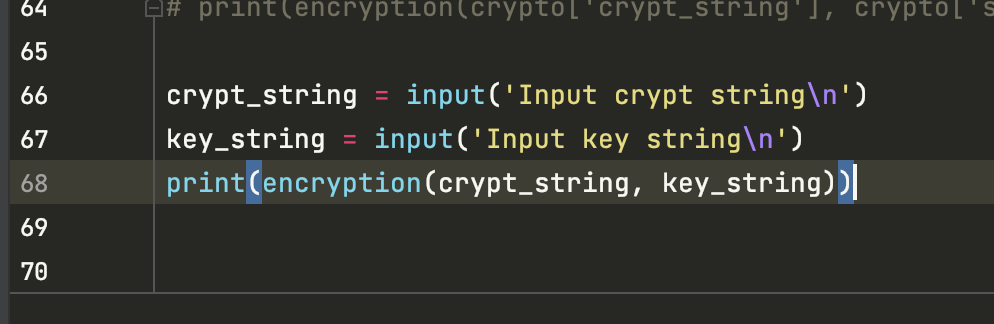 64 # print(encryption(crypto['crypt_string'], crypto['s
65
66 crypt_string = input('Input crypt string\n')
67 key_string = input('Input key string\n')
68 print(encryption(crypt_string, key_string))
69
70